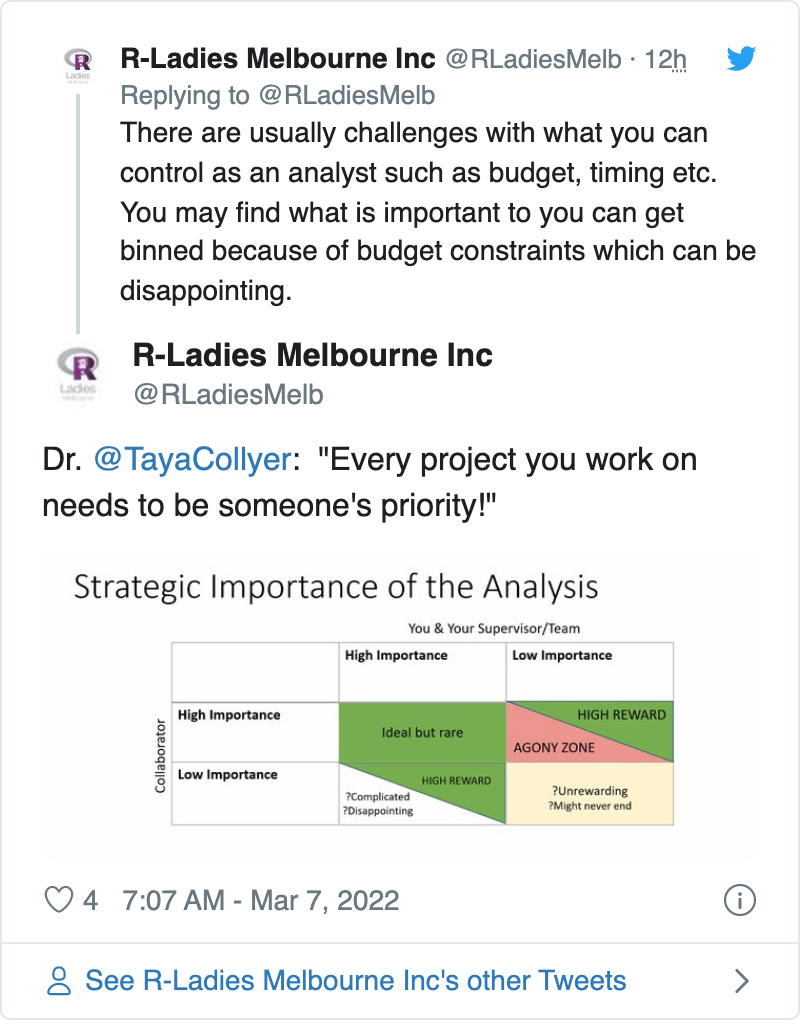 R-Ladies Melbourne Inc @RLadiesMelb · 12h
Replying to @RLadiesMelb
There are usually challenges with what you can
control as an analyst such as budget, timing etc.
You may find what is important to you can get
binned because of budget constraints which can be
disappointing.
R
Ladies
Melbourne
R-Ladies Melbourne Inc
@RLadiesMelb
R
Ladies
Melbourne
Dr. @TayaCollyer:  "Every project you work on
needs to be someone's priority!"
Strategic Importance of the Analysis
You & Your Supervisor/Team
High Importance
Low Importance
Collaborator
High Importance
Ideal but rare
HIGH REWARD
AGONY ZONE
Low Importance
HIGH REWARD
?Complicated
?Disappointing
?Unrewarding
?Might never end
4 7:07 AM - Mar 7, 2022
See R-Ladies Melbourne Inc's other Tweets